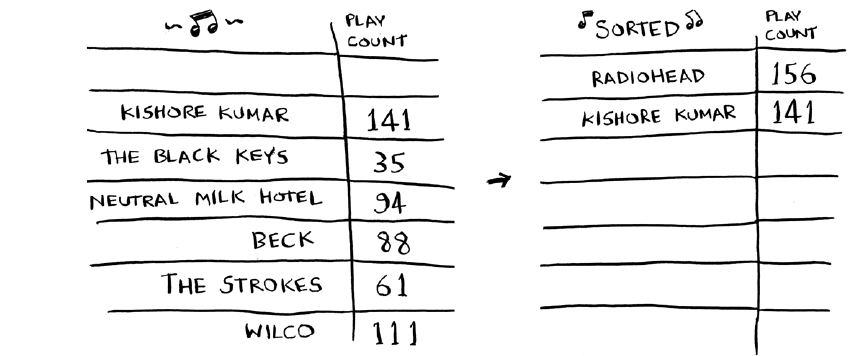 PLAY
COUNT
KISHORE KUMAR 141
THE BLACK KEYS 35
NEUTRAL MILK HOTEL 94
BECK 88
THE STROKES 61
WILCO 111
SORTED
PLAY
COUNT
RADIOHEAD 156
KISHORE KUMAR 141